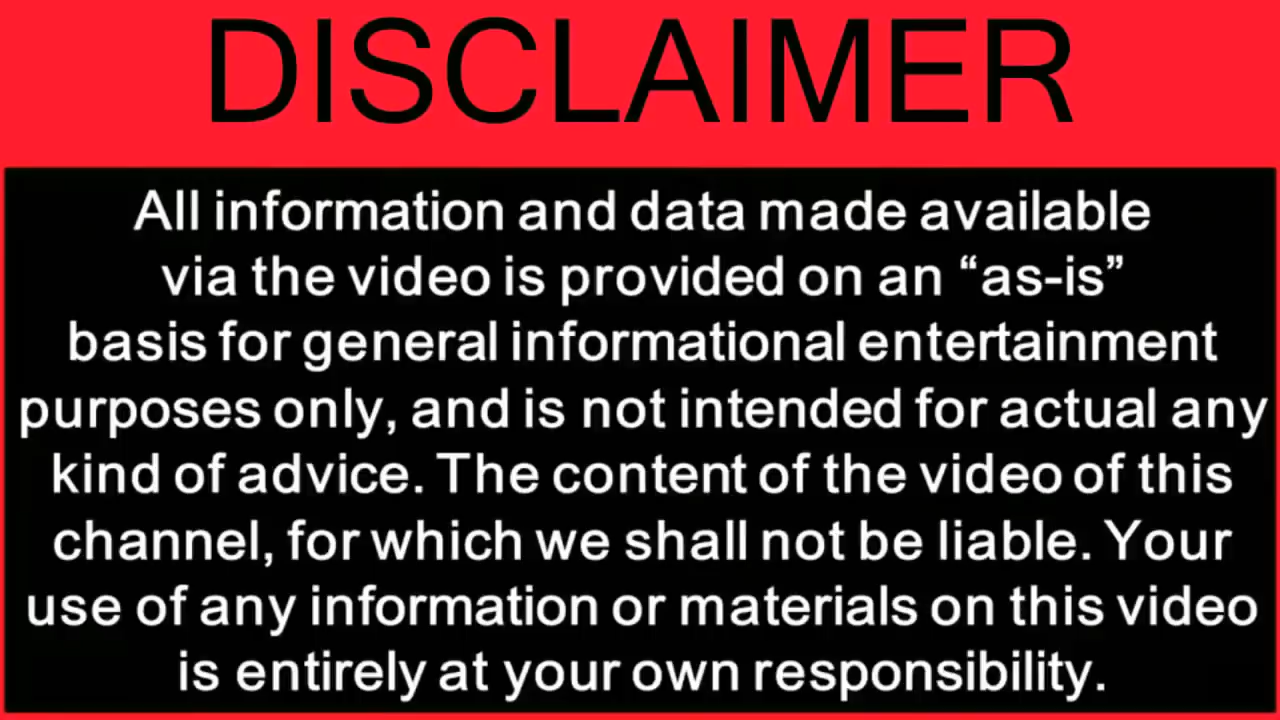 DISCLAIMER
All information and data made available
via the video is provided on an “as-is”
basis for general informational entertainment
purposes only, and is not intended for actual any
kind of advice. The content of the video of this
channel, for which we shall not be liable. Your
use of any information or materials on this video
is entirely at your own responsibility.